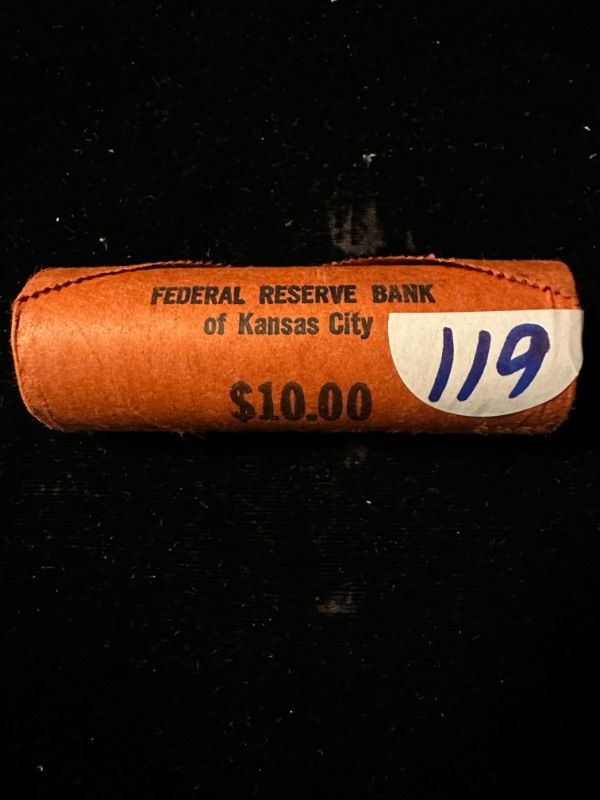 FEDERAL RESERVE BANK
of Kansas City
$10.00
119